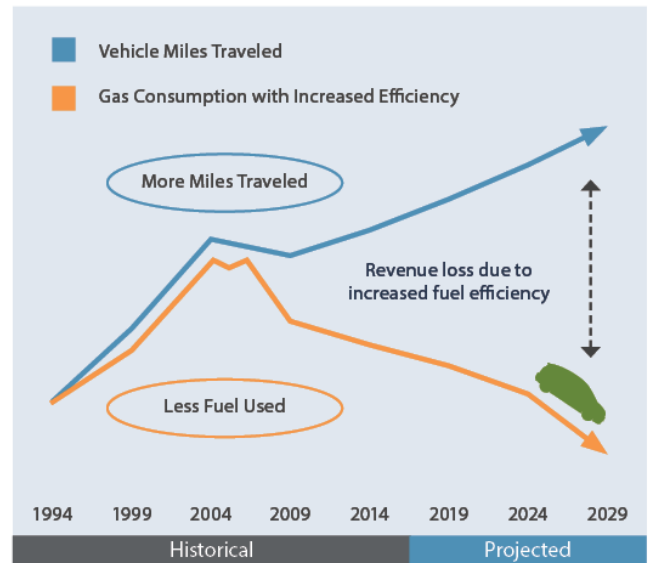 Vehicle Miles Traveled
Gas Consumption with Increased Efficiency
More Miles Traveled
Revenue loss due to
increased fuel efficiency
Less Fuel Used
1994 1999 2004 2009 2014 2019 2024 2029
Historical Projected